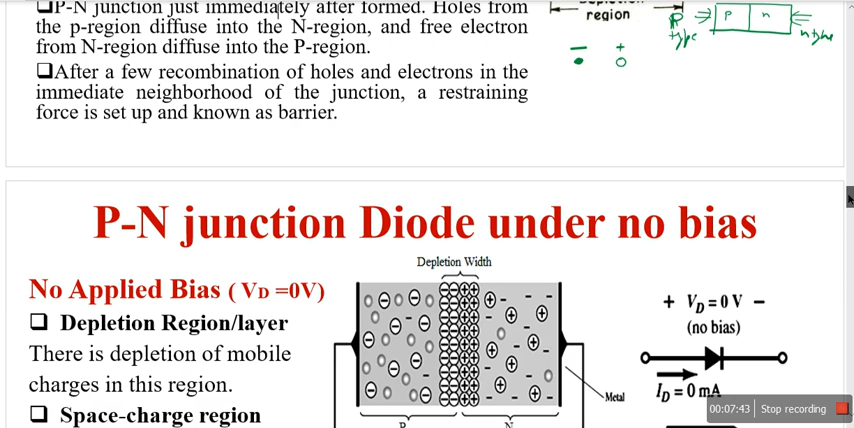 ❑P-N junction just immediately after formed. Holes from
the p-region diffuse into the N-region, and free electron
from N-region diffuse into the P-region.
❑After a few recombination of holes and electrons in the
immediate neighborhood of the junction, a restraining
force is set up and known as barrier.
region
P
type
p n
n type
− +
P-N junction Diode under no bias
No Applied Bias ( VD =0V)
❑ Depletion Region/layer
There is depletion of mobile
charges in this region.
❑ Space-charge region
Depletion Width
Metal
+ VD = 0 V −
(no bias)
ID = 0 mA
00:07:43 Stop recording